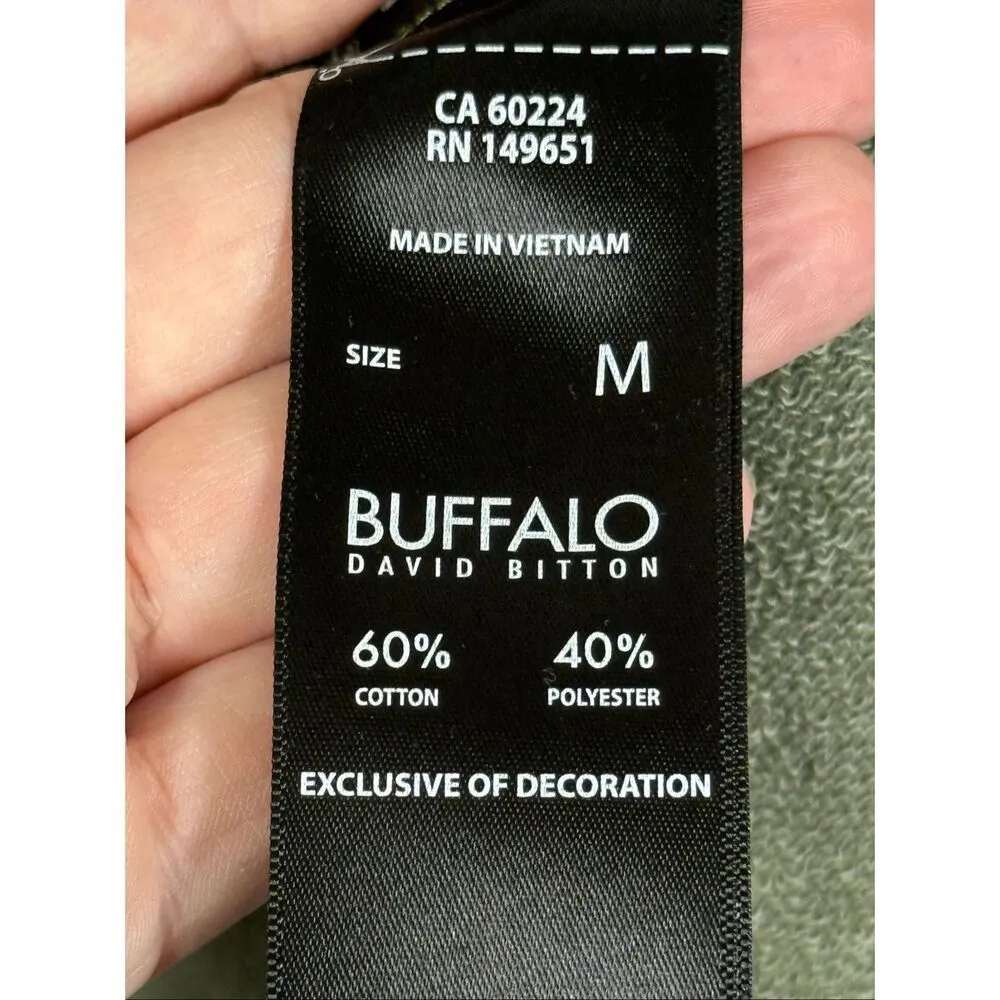 CA 60224
RN 149651
MADE IN VIETNAM
SIZE M
BUFFALO
DAVID BITTON
60% 40%
COTTON POLYESTER
EXCLUSIVE OF DECORATION